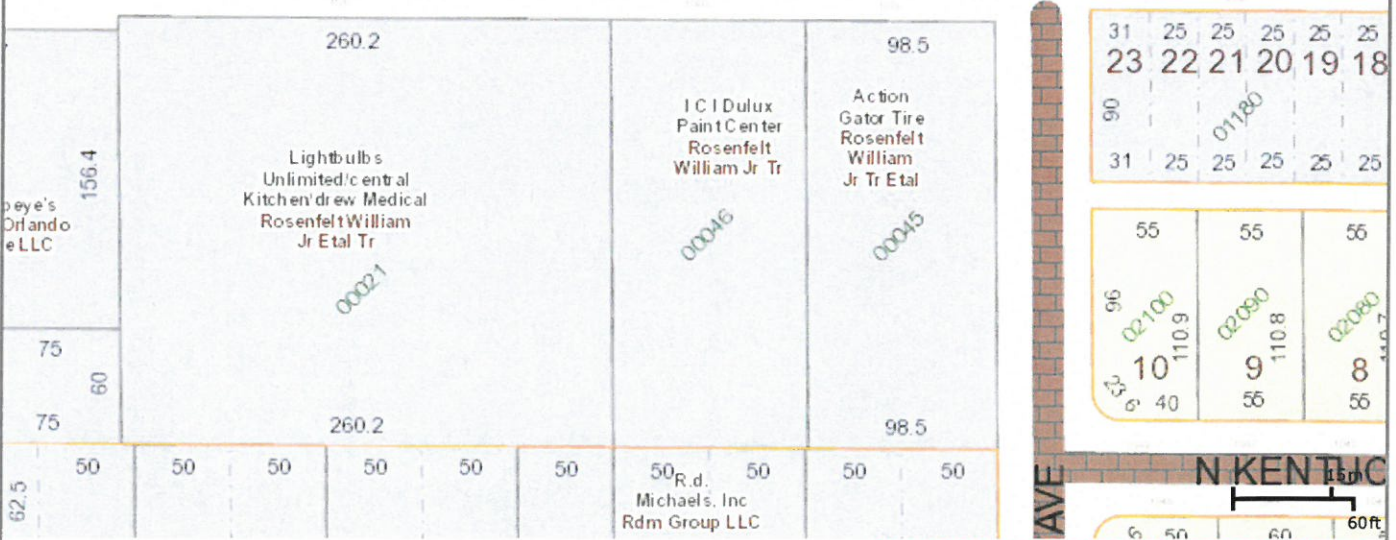 260.2
98.5
31 25 25 25 25 25
23 22 21 20 19 18
90
01180
31 25 25 25 25 25
I C I Dulux
Paint Center
Rosenfelt
William Jr Tr
00046
Action
Gator Tire
Rosenfelt
William
Jr Tr Etal
00045
Lightbulbs
Unlimited/central
Kitchen/drew Medical
Rosenfelt William
Jr Etal Tr
00021
156.4
peye's
Orlando
e LLC
75
60
75
260.2
98.5
55 55 55
96
02100
110.9
02090
110.8
02080
10 9 8
23.6
40 55 55
50 50 50 50 50 50 50 50 50 50
62.5
R.d.
Michaels, Inc
Rdm Group LLC
AVE
N KENTUC
15m
60ft
50 60